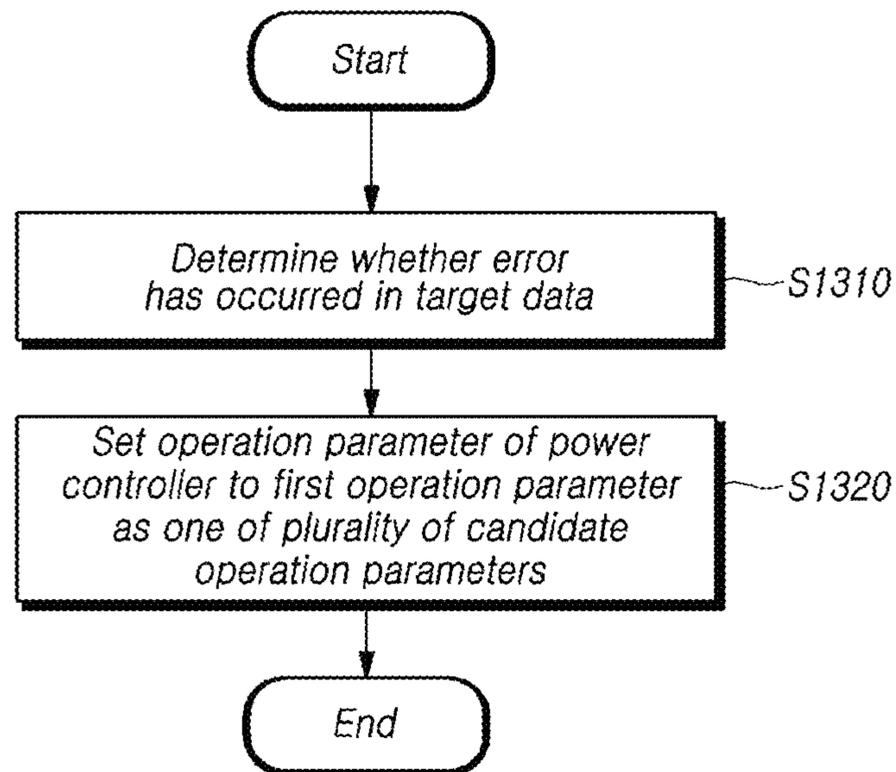 Start
Determine whether error
has occurred in target data
S1310
Set operation parameter of power
controller to first operation parameter
as one of plurality of candidate
operation parameters
S1320
End